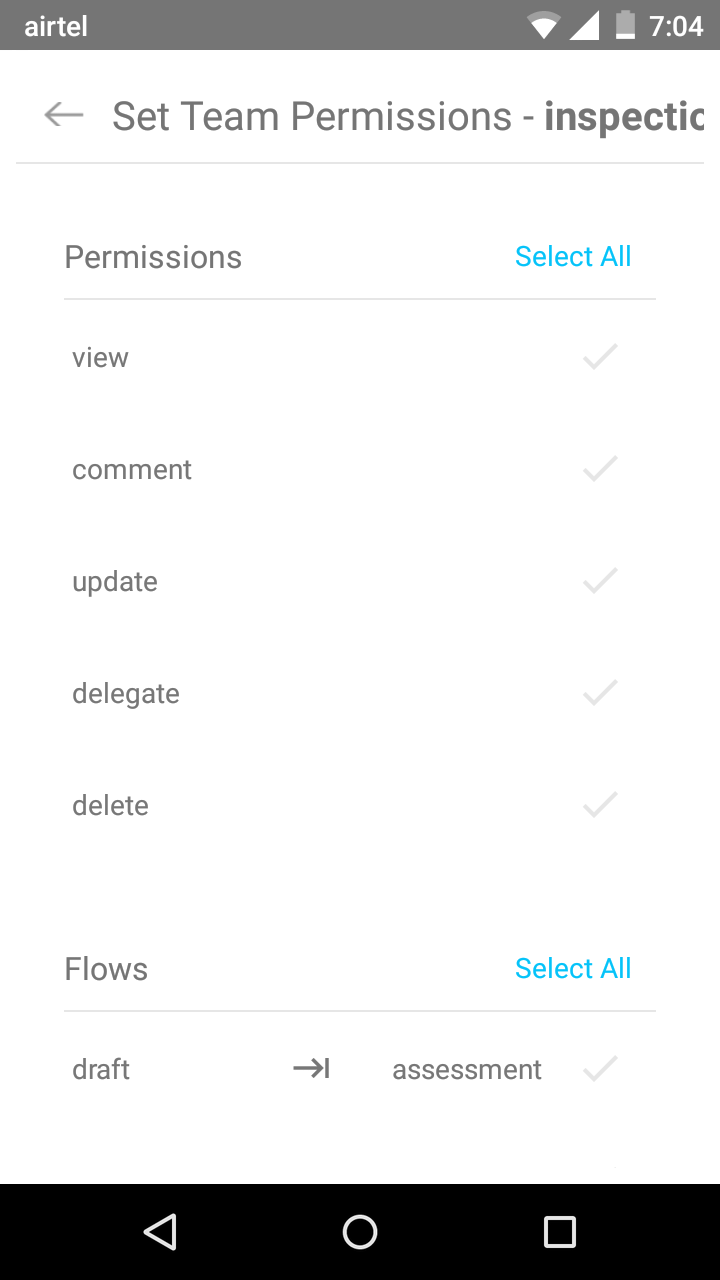 airtel 7:04
Set Team Permissions - inspectio
Permissions Select All
view
comment
update
delegate
delete
Flows Select All
draft assessment